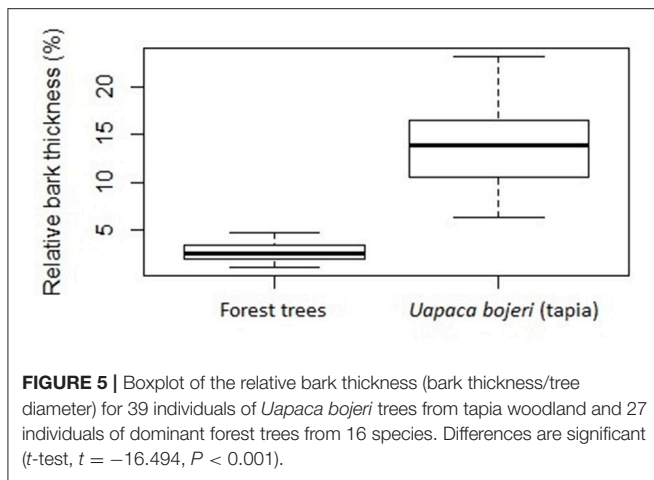 Relative bark thickness (%)
20
15
10
5
Forest trees
Uapaca bojeri (tapia)
FIGURE 5 | Boxplot of the relative bark thickness (bark thickness/tree
diameter) for 39 individuals of Uapaca bojeri trees from tapia woodland and 27
individuals of dominant forest trees from 16 species. Differences are significant
(t-test, t = −16.494, P < 0.001).